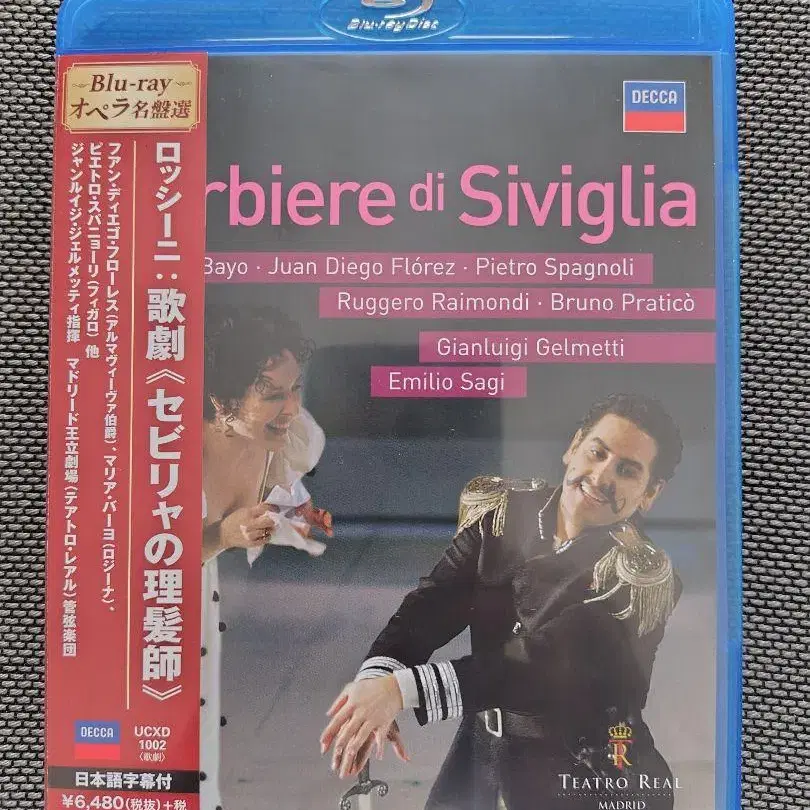 Blu-ray Disc
Blu-ray
オペラ名盤選
ロッシーニ:歌劇《セビリャの理髪師》
フアン・ディエゴ・フローレス(アルマヴィーヴァ伯爵)、マリア・バーヨ(ロジーナ)、
ピエトロ・スパニョーリ(フィガロ) 他
ジャンルイジ・ジェルメッティ指揮 マドリード王立劇場(テアトロ・レアル)管弦楽団
DECCA
UCXD
1002
〈歌劇〉
日本語字幕付
¥6,480(税抜)+税
DECCA
rbiere di Siviglia
Bayo · Juan Diego Flórez · Pietro Spagnoli
Ruggero Raimondi · Bruno Praticò
Gianluigi Gelmetti
Emilio Sagi
R
TEATRO REAL
MADRID